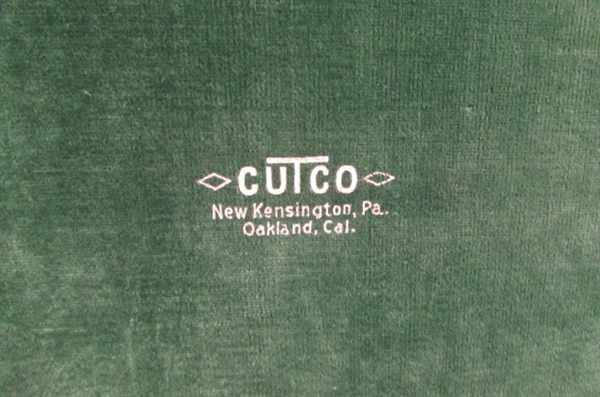 CUTCO
New Kensington, Pa.
Oakland, Cal.